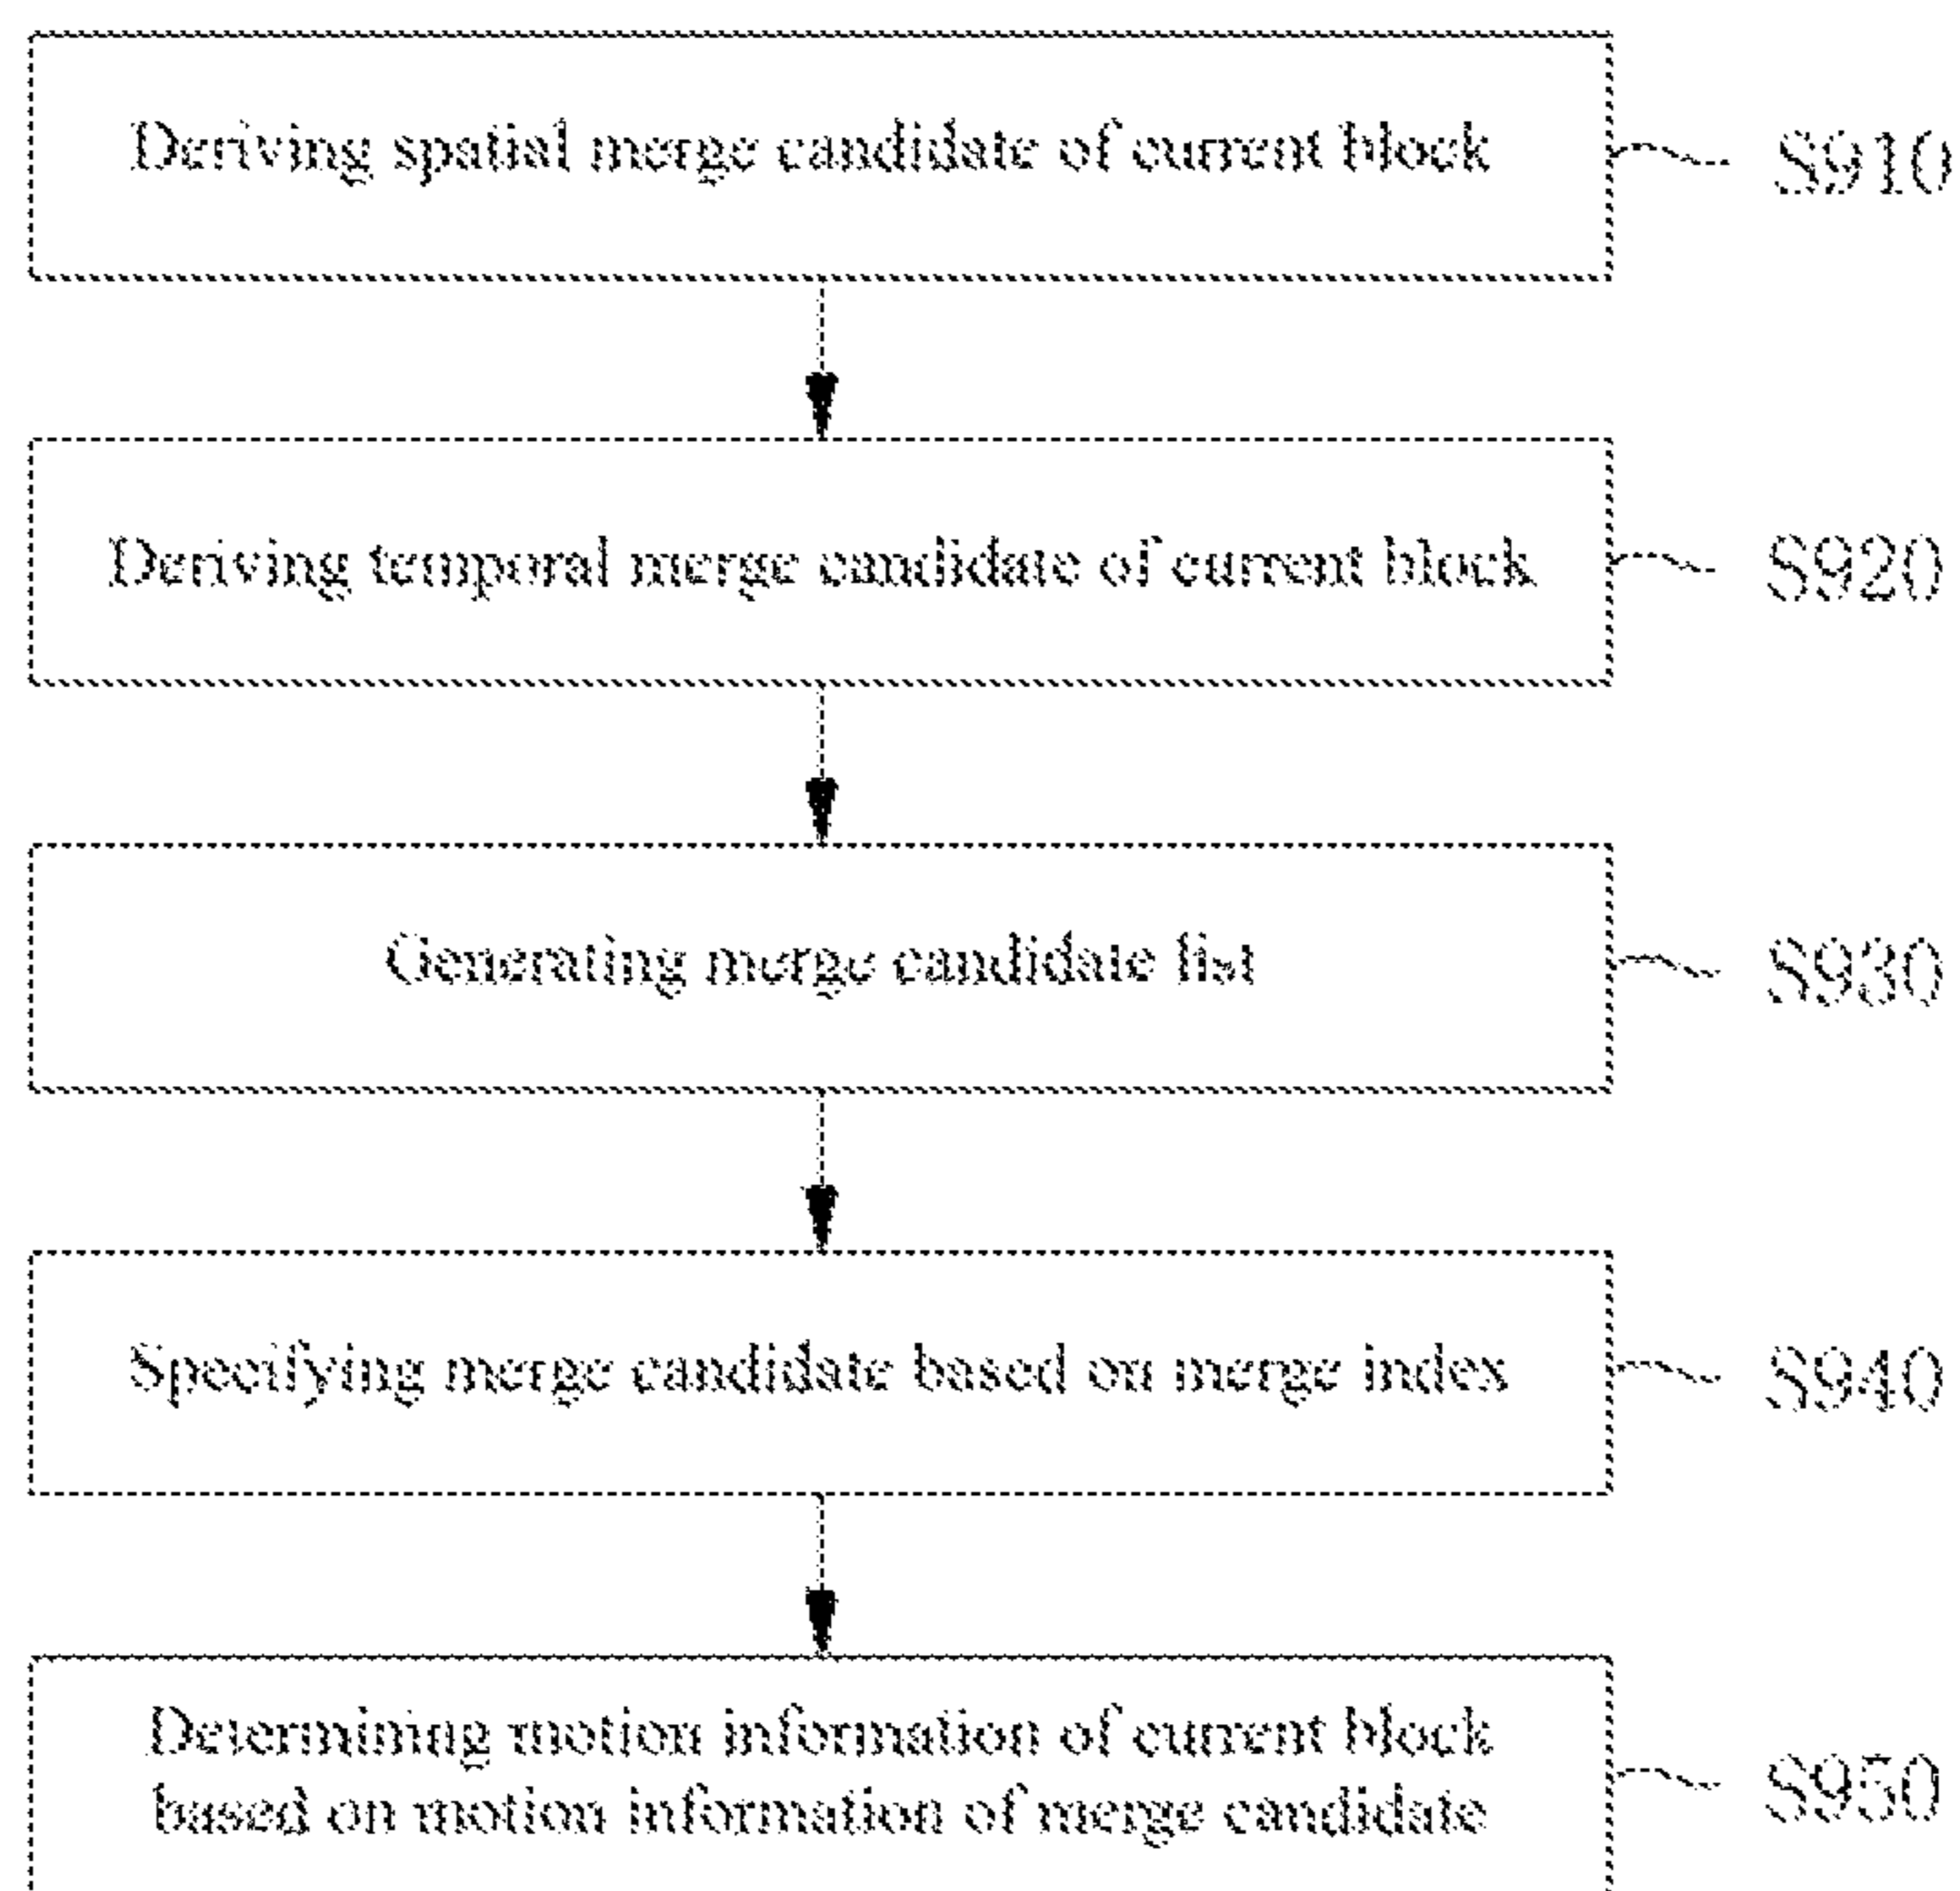 Deriving spatial merge candidate of current block
S910
Deriving temporal merge candidate of current block
S920
Generating merge candidate list
S930
Specifying merge candidate based on merge index
S940
Determining motion information of current block
based on motion information of merge candidate
S950